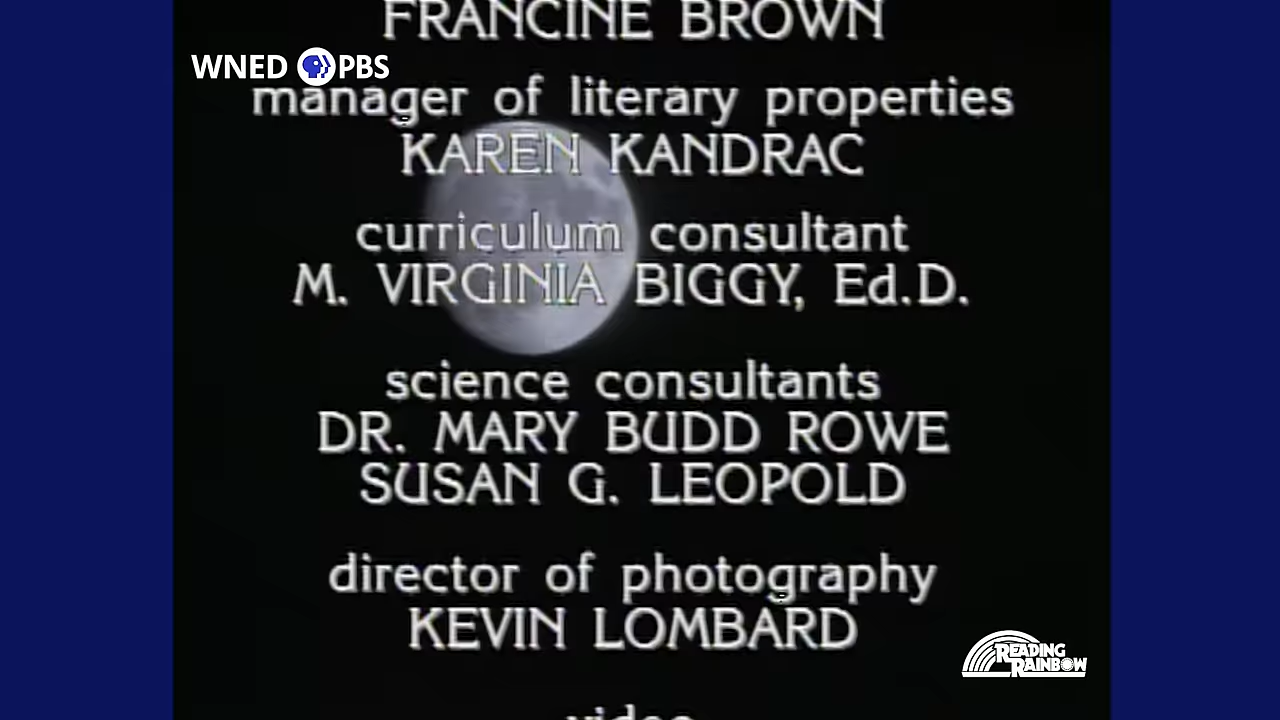 FRANCINE BROWN
WNED PBS
manager of literary properties
KAREN KANDRAC
curriculum consultant
M. VIRGINIA BIGGY, Ed.D.
science consultants
DR. MARY BUDD ROWE
SUSAN G. LEOPOLD
director of photography
KEVIN LOMBARD
READING
RAINBOW
video